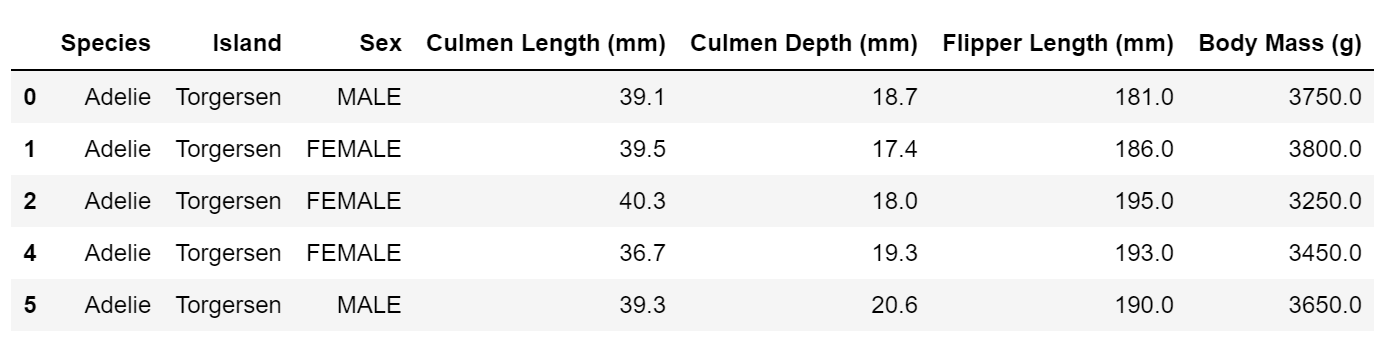 Species Island Sex Culmen Length (mm) Culmen Depth (mm) Flipper Length (mm) Body Mass (g)
0 Adelie Torgersen MALE 39.1 18.7 181.0 3750.0
1 Adelie Torgersen FEMALE 39.5 17.4 186.0 3800.0
2 Adelie Torgersen FEMALE 40.3 18.0 195.0 3250.0
4 Adelie Torgersen FEMALE 36.7 19.3 193.0 3450.0
5 Adelie Torgersen MALE 39.3 20.6 190.0 3650.0